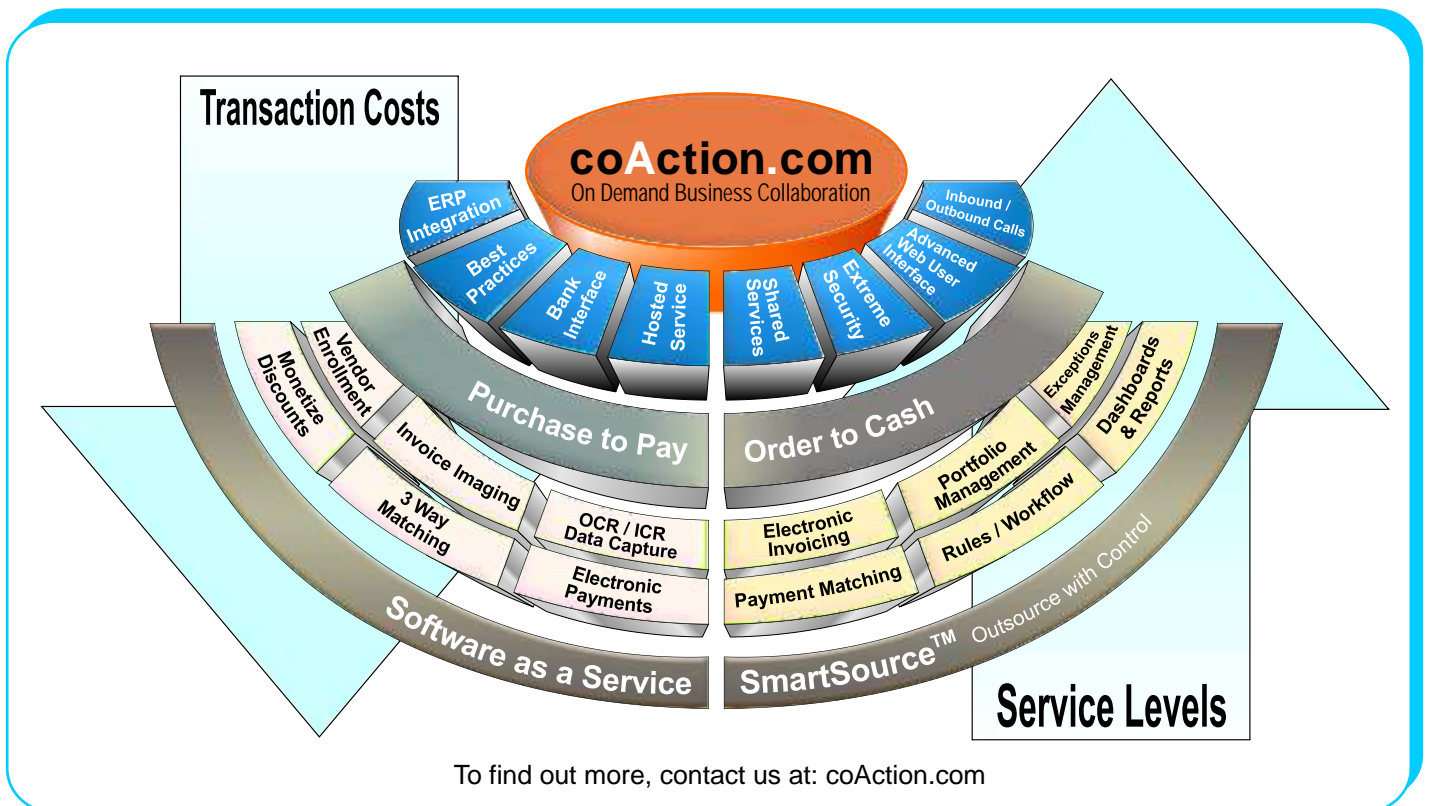 Transaction Costs
coAction.com
On Demand Business Collaboration
ERP
Integration
Best
Practices
Bank
Interface
Hosted
Service
Shared
Services
Extreme
Security
Advanced
Web User
Interface
Inbound /
Outbound Calls
Purchase to Pay
Order to Cash
Vendor
Enrollment
Monetize
Discounts
Invoice Imaging
3 Way
Matching
OCR / ICR
Data Capture
Electronic
Payments
Electronic
Invoicing
Payment Matching
Portfolio
Management
Rules / Workflow
Exceptions
Management
Dashboards
& Reports
Software as a Service
SmartSource™ Outsource with Control
Service Levels
To find out more, contact us at: coAction.com